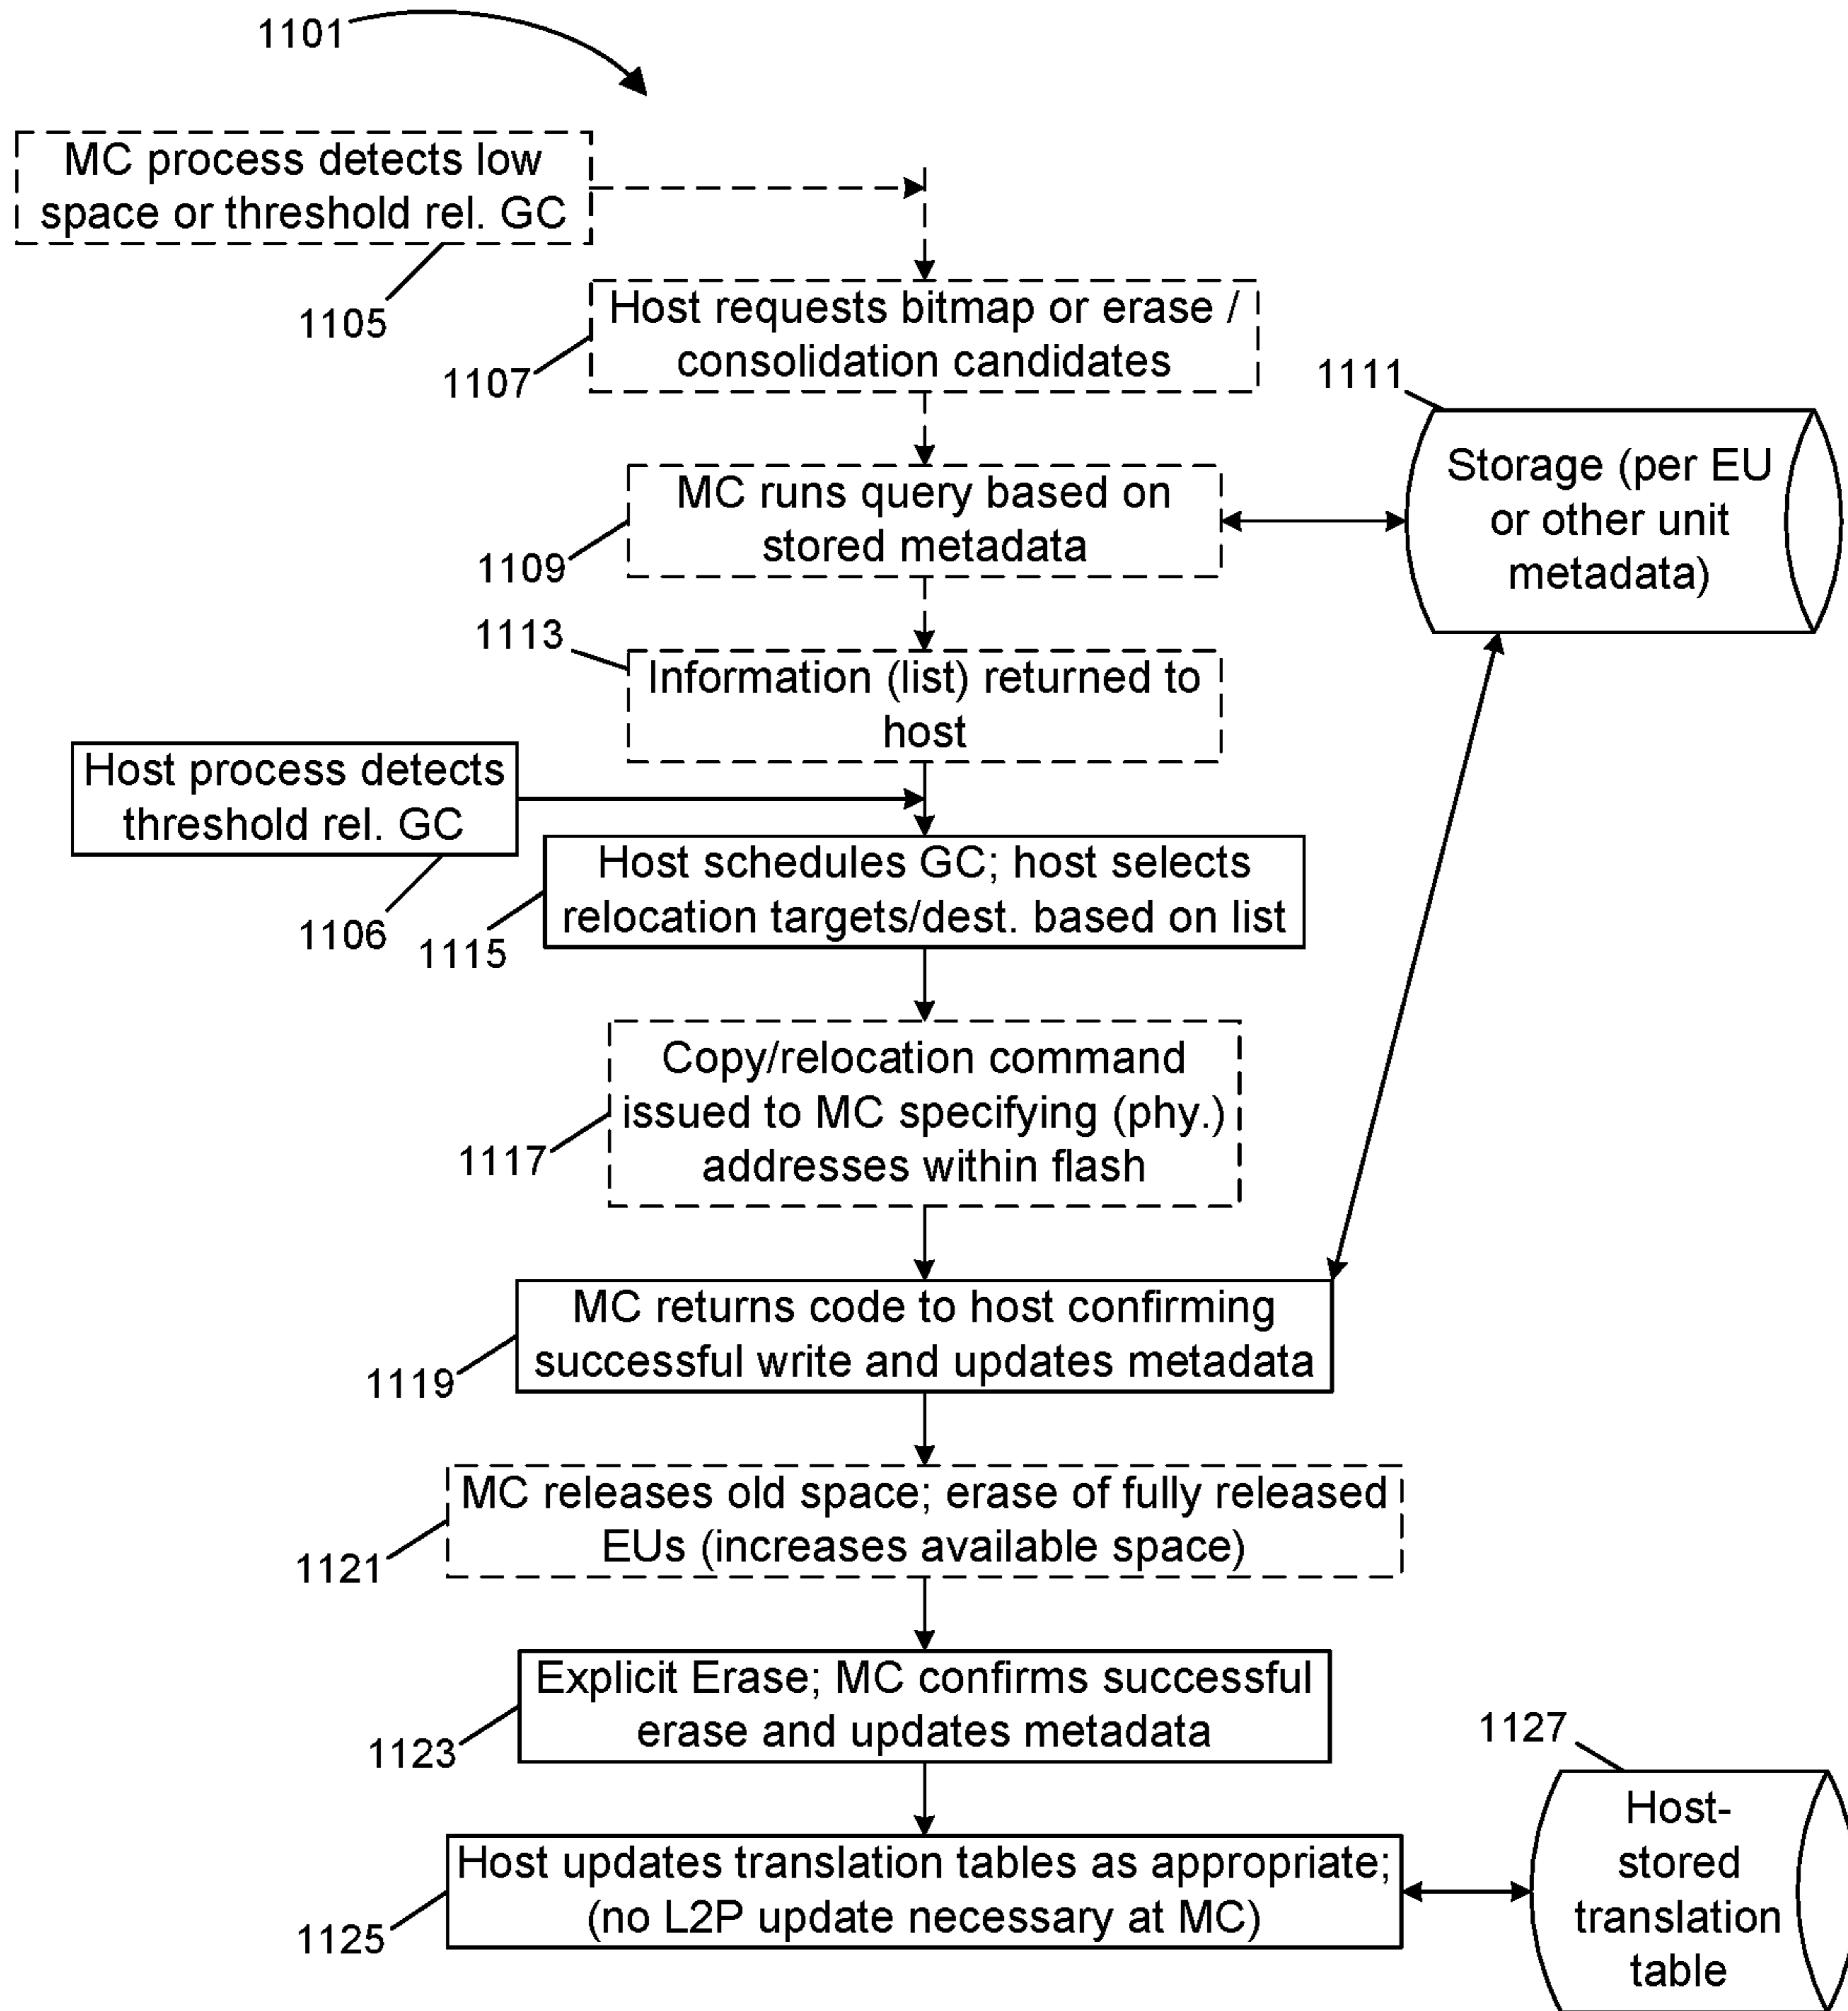 1101
MC process detects low
space or threshold rel. GC
1105
Host requests bitmap or erase /
consolidation candidates
1107
1111
Storage (per EU
or other unit
metadata)
MC runs query based on
stored metadata
1109
1113
Information (list) returned to
host
Host process detects
threshold rel. GC
1106
Host schedules GC; host selects
relocation targets/dest. based on list
1115
Copy/relocation command
issued to MC specifying (phy.)
addresses within flash
1117
MC returns code to host confirming
successful write and updates metadata
1119
MC releases old space; erase of fully released
EUs (increases available space)
1121
Explicit Erase; MC confirms successful
erase and updates metadata
1123
1127
Host-
stored
translation
table
Host updates translation tables as appropriate;
(no L2P update necessary at MC)
1125